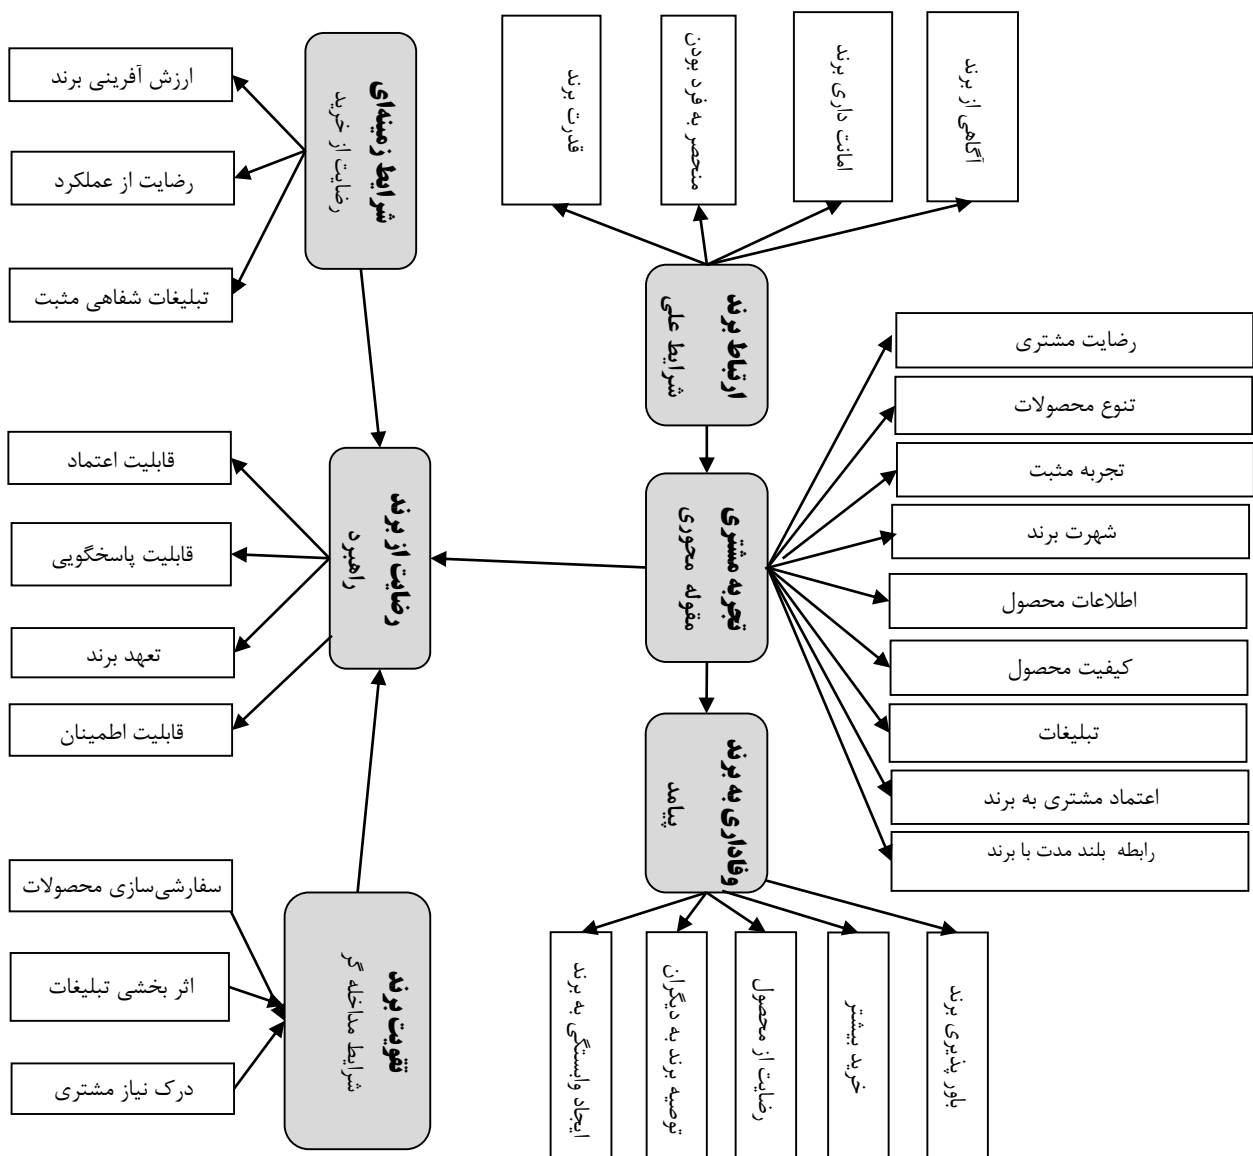 آگاهی از برند
امانت داری برند
منحصر به فرد بودن
قدرت برند
ارتباط برند
شرایط علی
رضایت مشتری
تنوع محصولات
تجربه مثبت
شهرت برند
اطلاعات محصول
کیفیت محصول
تبلیغات
اعتماد مشتری به برند
رابطه بلند مدت با برند
تجربه مشتری
مقوله محوری
وفاداری به برند
پیامد
باور پذیری برند
خرید بیشتر
رضایت از محصول
توصیه برند به دیگران
ایجاد وابستگی به برند
شرایط زمینه‌ای
رضایت از خرید
ارزش آفرینی برند
رضایت از عملکرد
تبلیغات شفاهی مثبت
رضایت از برند
راهبرد
قابلیت اعتماد
قابلیت پاسخگویی
تعهد برند
قابلیت اطمینان
تقویت برند
شرایط مداخله گر
سفارشی‌سازی محصولات
اثر بخشی تبلیغات
درک نیاز مشتری